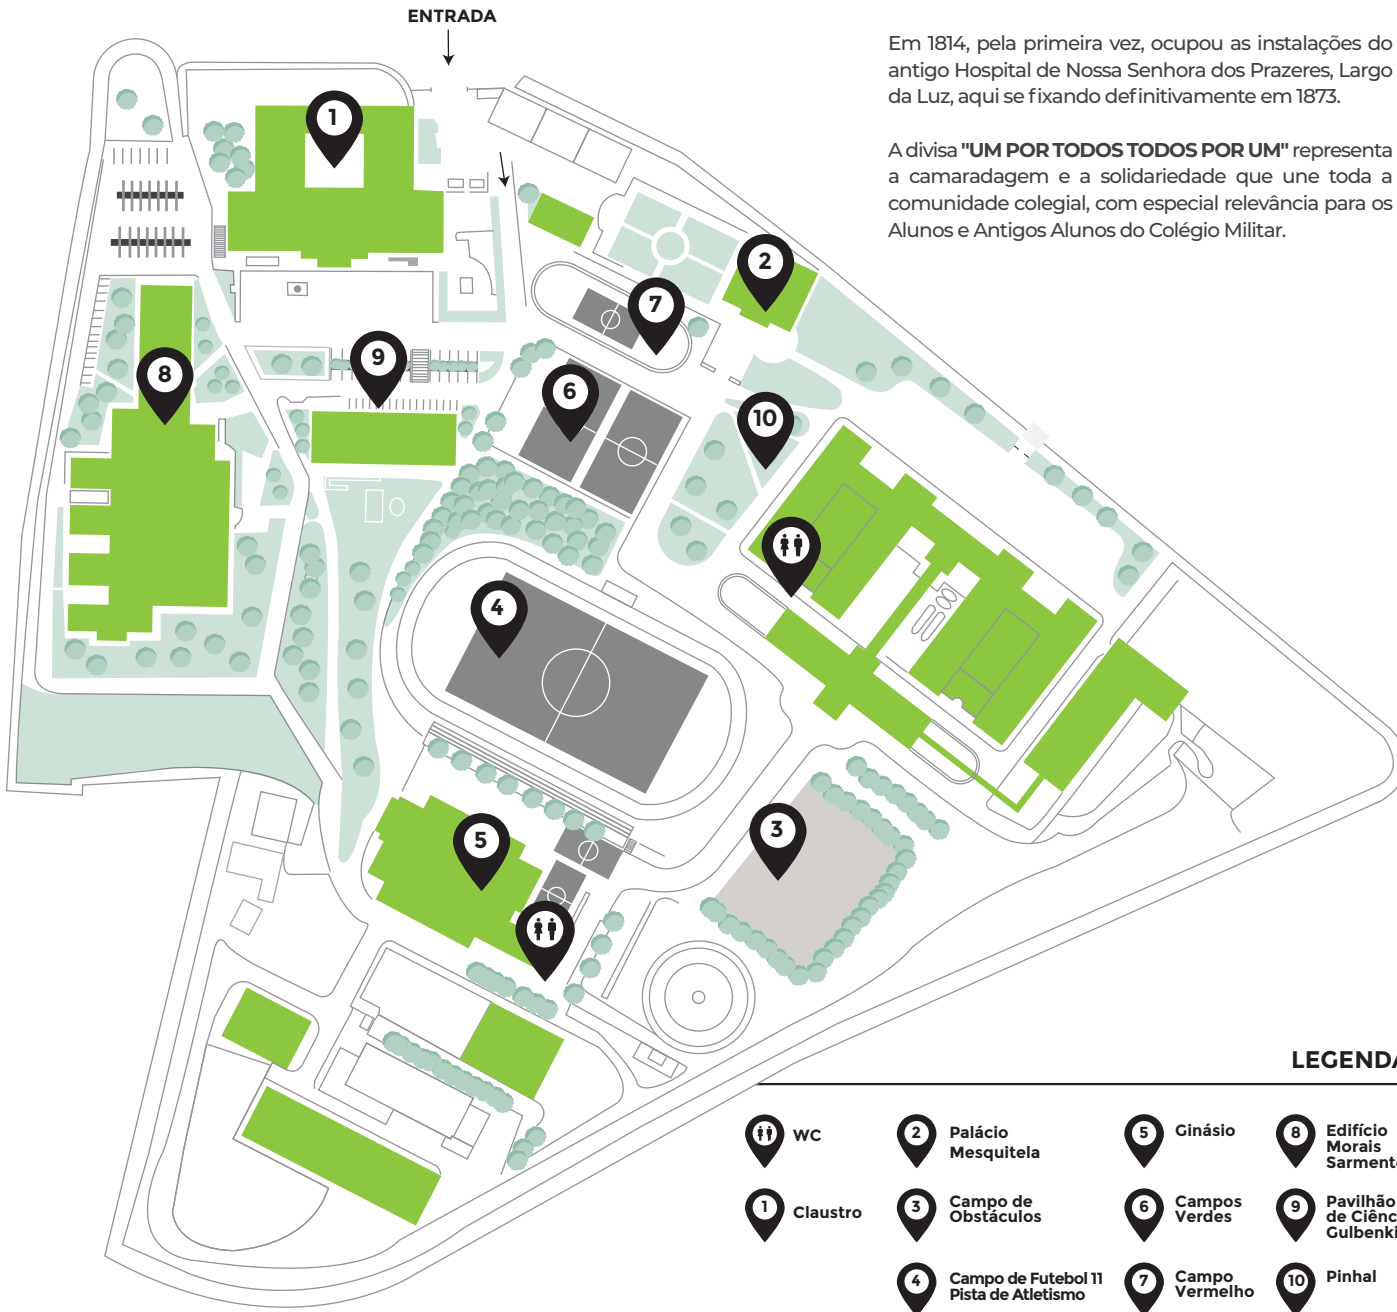 ENTRADA
Em 1814, pela primeira vez, ocupou as instalações do
antigo Hospital de Nossa Senhora dos Prazeres, Largo
da Luz, aqui se fixando definitivamente em 1873.
A divisa "UM POR TODOS TODOS POR UM" representa
a camaradagem e a solidariedade que une toda a
comunidade colegial, com especial relevância para os
Alunos e Antigos Alunos do Colégio Militar.
1
2
7
9
8
6
10
4
3
5
LEGENDA
WC
1 Claustro
2 Palácio
Mesquitela
3 Campo de
Obstáculos
4 Campo de Futebol 11
Pista de Atletismo
5 Ginásio
6 Campos
Verdes
7 Campo
Vermelho
8 Edifício
Morais
Sarmento
9 Pavilhão
de Ciênc
Gulbenki
10 Pinhal